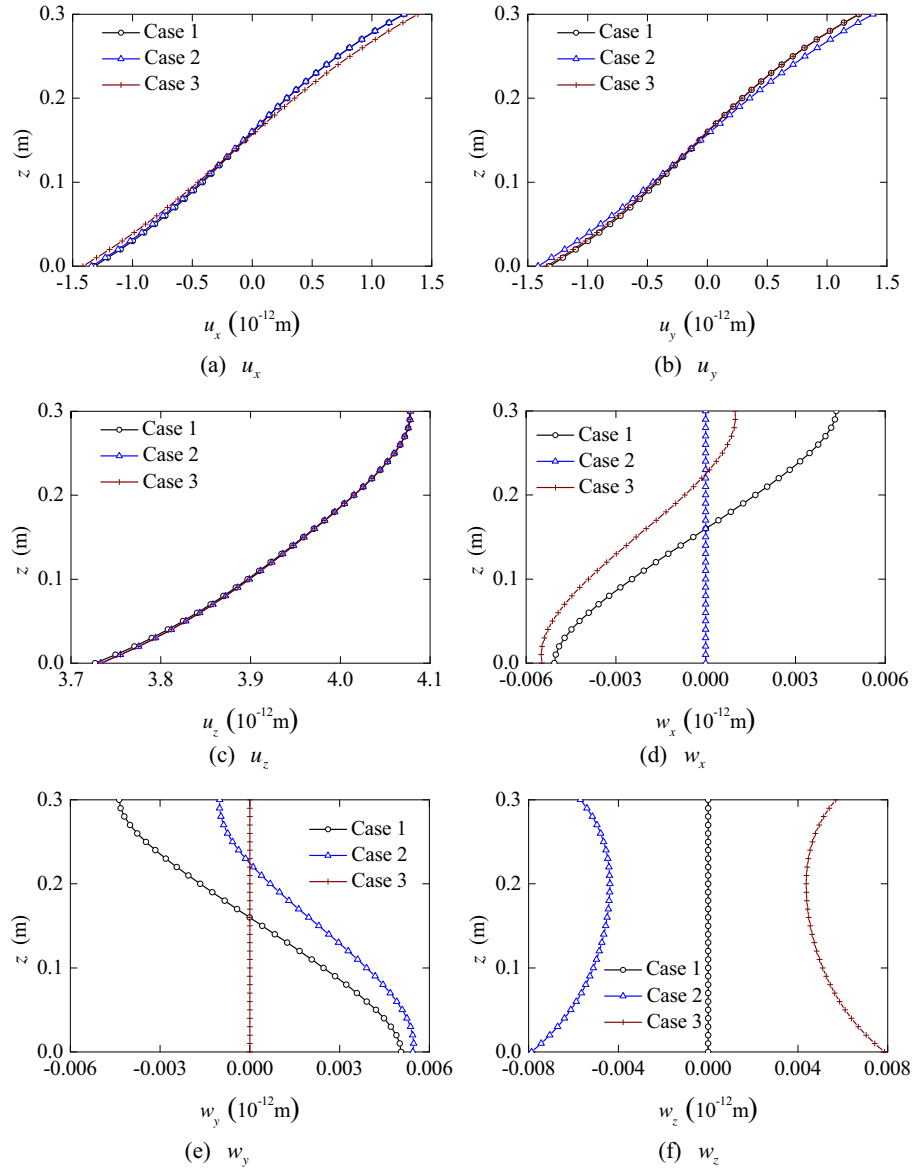 0.3
0.2
0.1
0.0
z (m)
Case 1
Case 2
Case 3
-1.5 -1.0 -0.5 0.0 0.5 1.0 1.5
u_x (10^-12 m)
(a) u_x
0.3
0.2
0.1
0.0
z (m)
Case 1
Case 2
Case 3
-1.5 -1.0 -0.5 0.0 0.5 1.0 1.5
u_y (10^-12 m)
(b) u_y
0.3
0.2
0.1
0.0
z (m)
Case 1
Case 2
Case 3
3.7 3.8 3.9 4.0 4.1
u_z (10^-12 m)
(c) u_z
0.3
0.2
0.1
0.0
z (m)
Case 1
Case 2
Case 3
-0.006 -0.003 0.000 0.003 0.006
w_x (10^-12 m)
(d) w_x
0.3
0.2
0.1
0.0
z (m)
Case 1
Case 2
Case 3
-0.006 -0.003 0.000 0.003 0.006
w_y (10^-12 m)
(e) w_y
0.3
0.2
0.1
0.0
z (m)
Case 1
Case 2
Case 3
-0.008 -0.004 0.000 0.004 0.008
w_z (10^-12 m)
(f) w_z